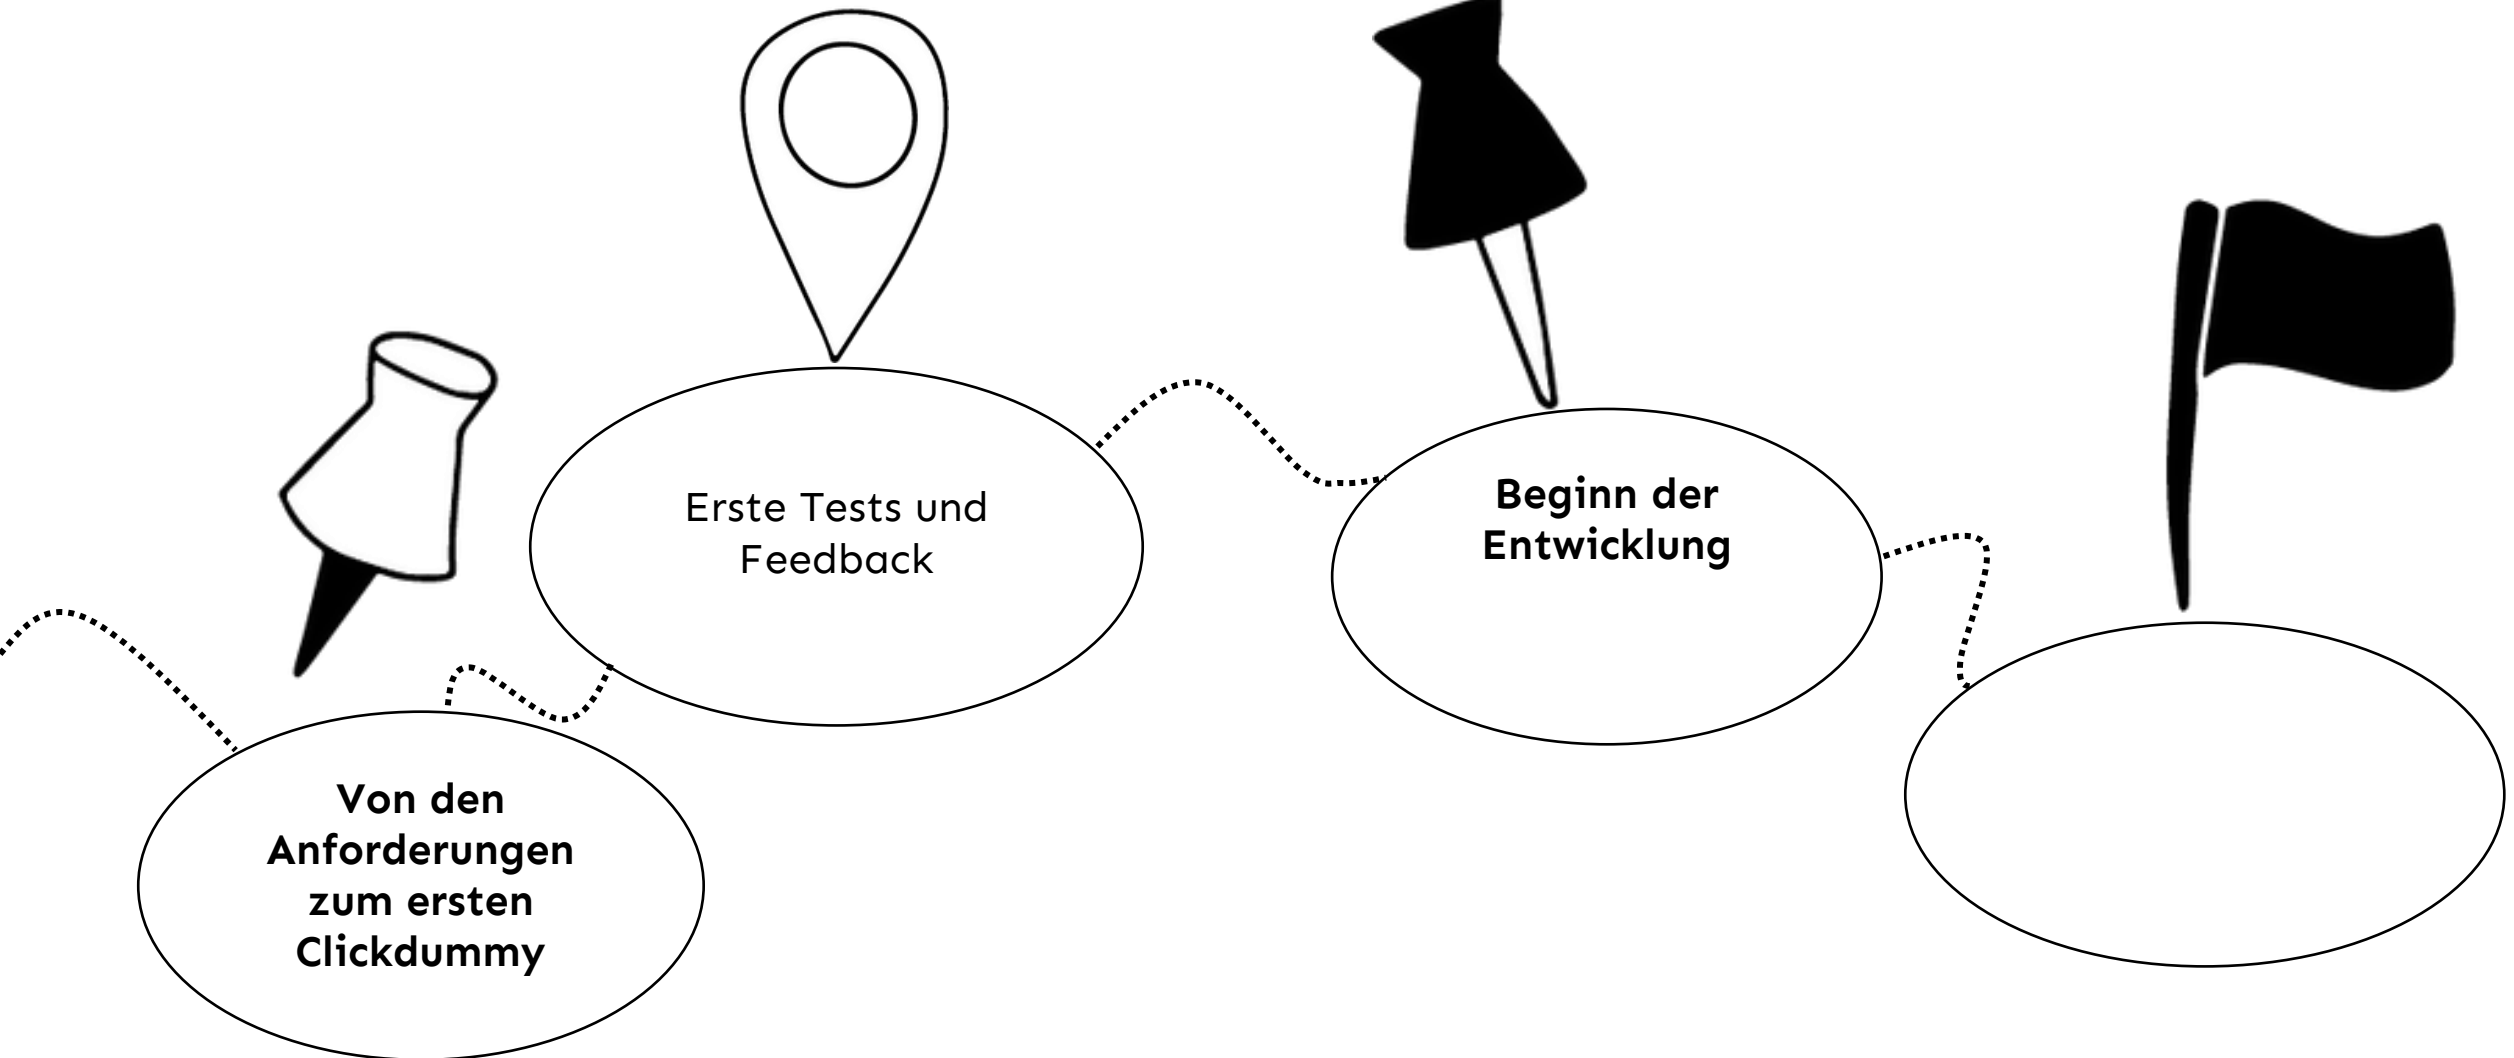 Erste Tests und
Feedback
Beginn der
Entwicklung
Von den
Anforderungen
zum ersten
Clickdummy